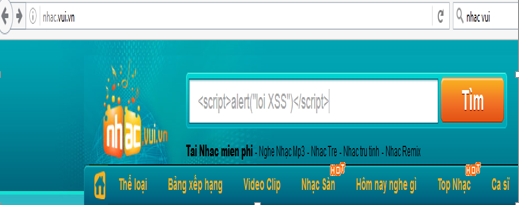 nhac.vui.vn nhac vui
<script>alert("loi XSS")</script> Tìm
nhac vui.vn
Tai Nhac mien phi - Nghe Nhac Mp3 - Nhac Tre - Nhac tru tinh - Nhac Remix
HOT HOT
Thể loại Bảng xếp hạng Video Clip Nhạc Sàn Hôm nay nghe gì Top Nhạc Ca sĩ